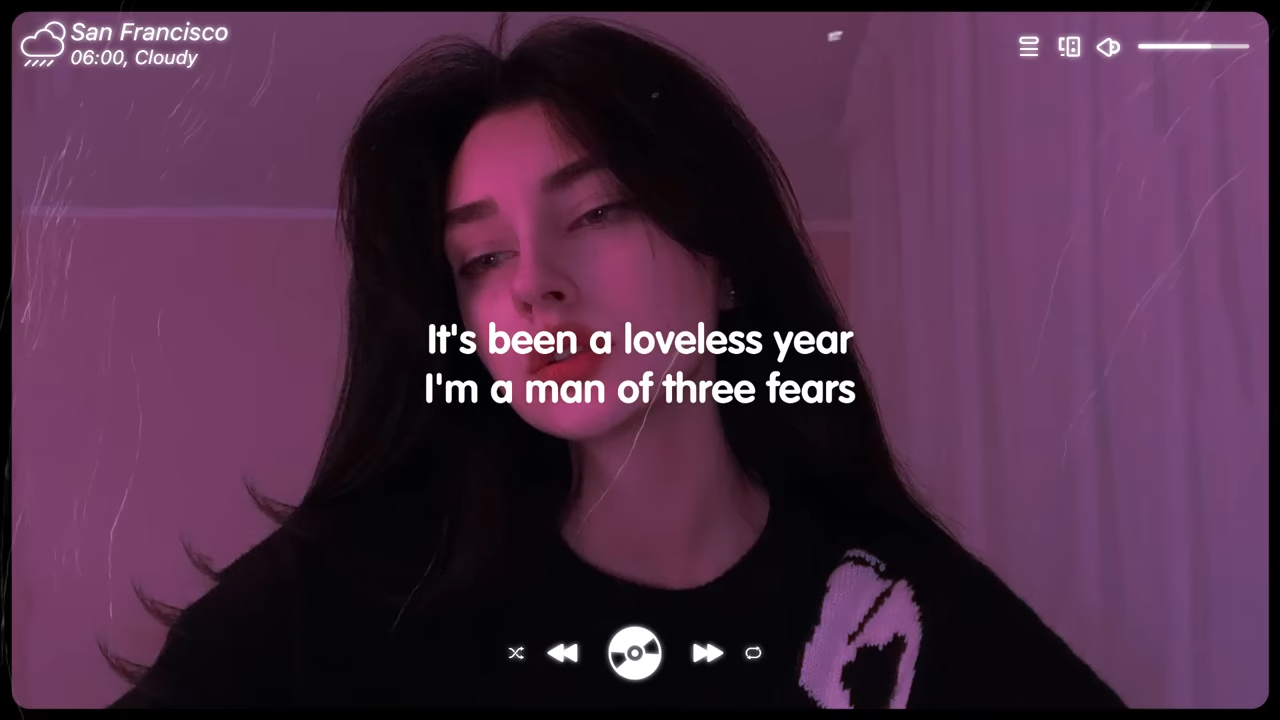 San Francisco
06:00, Cloudy
It's been a loveless year
I'm a man of three fears